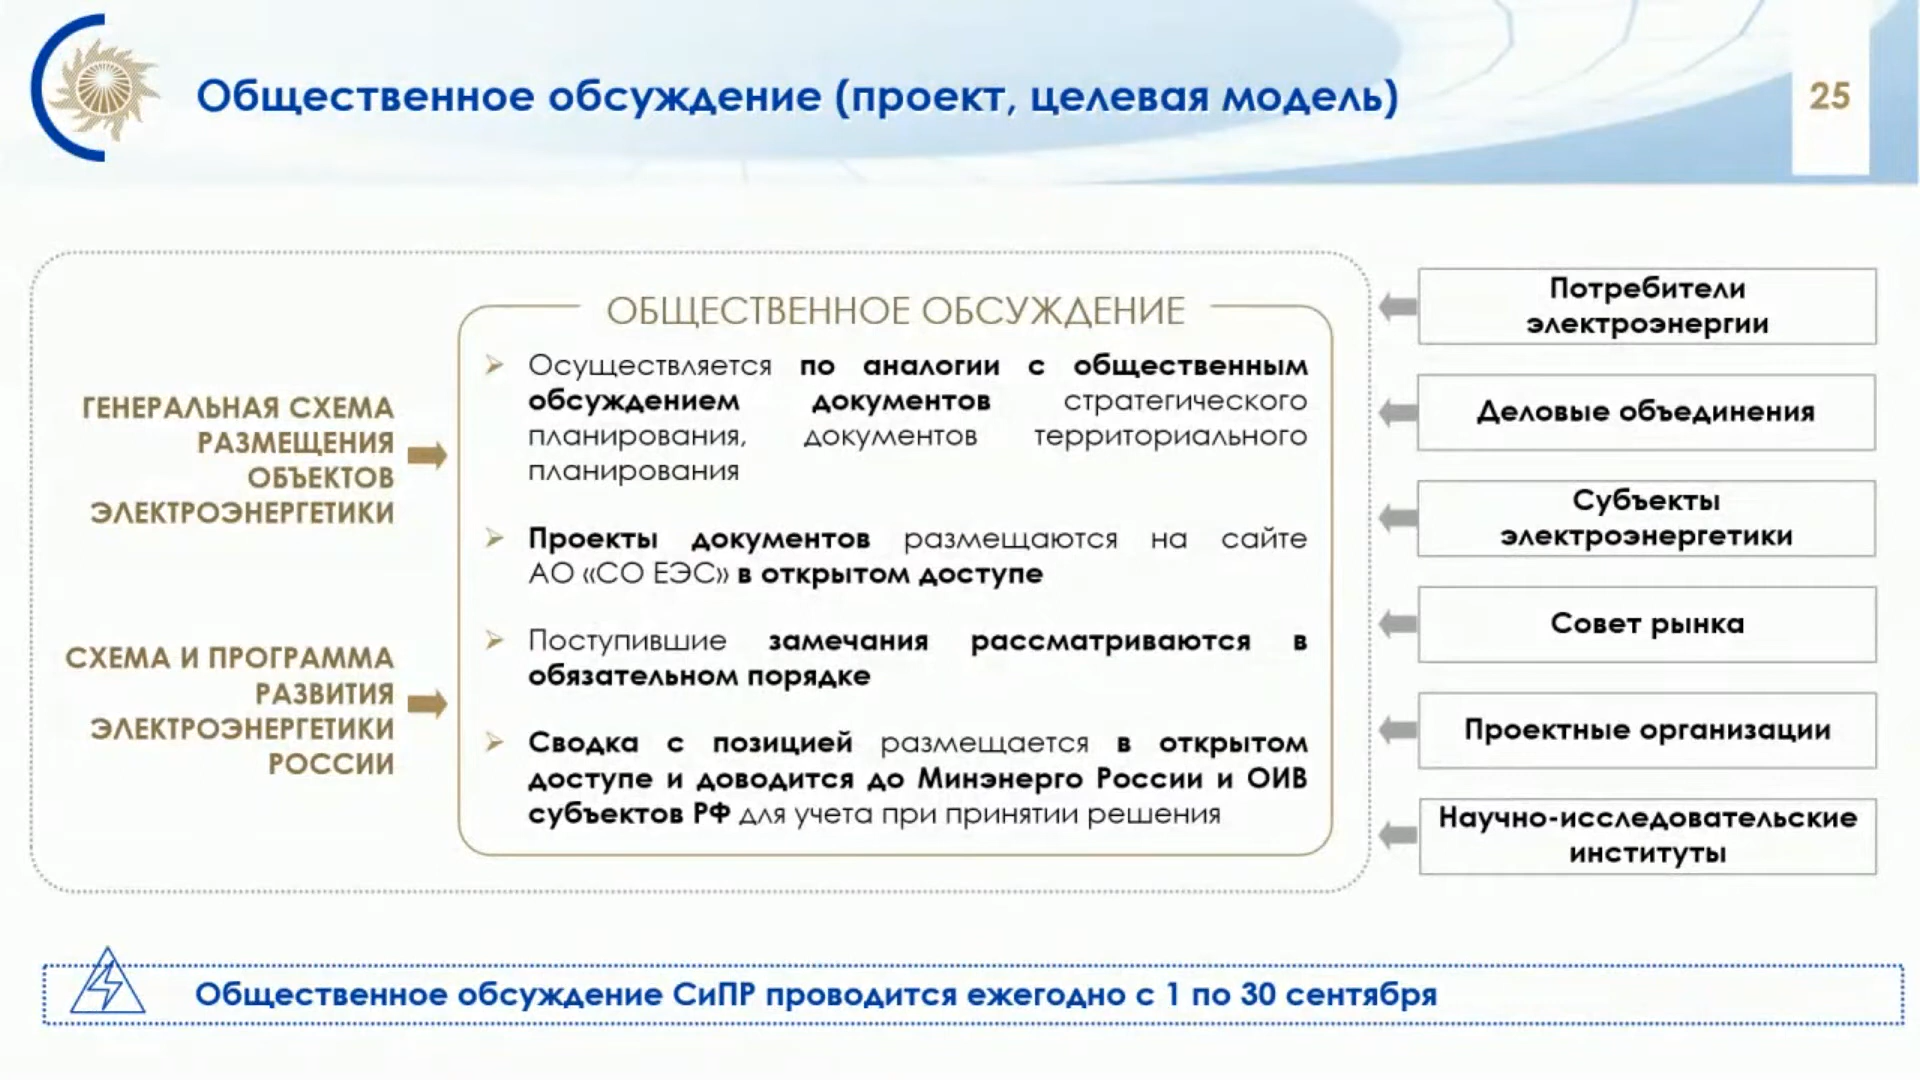 Общественное обсуждение (проект, целевая модель)
25
ГЕНЕРАЛЬНАЯ СХЕМА
РАЗМЕЩЕНИЯ
ОБЪЕКТОВ
ЭЛЕКТРОЭНЕРГЕТИКИ
СХЕМА И ПРОГРАММА
РАЗВИТИЯ
ЭЛЕКТРОЭНЕРГЕТИКИ
РОССИИ
ОБЩЕСТВЕННОЕ ОБСУЖДЕНИЕ
Осуществляется по аналогии с общественным
обсуждением документов стратегического
планирования, документов территориального
планирования
Проекты документов размещаются на сайте
АО «СО ЕЭС» в открытом доступе
Поступившие замечания рассматриваются в
обязательном порядке
Сводка с позицией размещается в открытом
доступе и доводится до Минэнерго России и ОИВ
субъектов РФ для учета при принятии решения
Потребители
электроэнергии
Деловые объединения
Субъекты
электроэнергетики
Совет рынка
Проектные организации
Научно-исследовательские
институты
Общественное обсуждение СиПР проводится ежегодно с 1 по 30 сентября